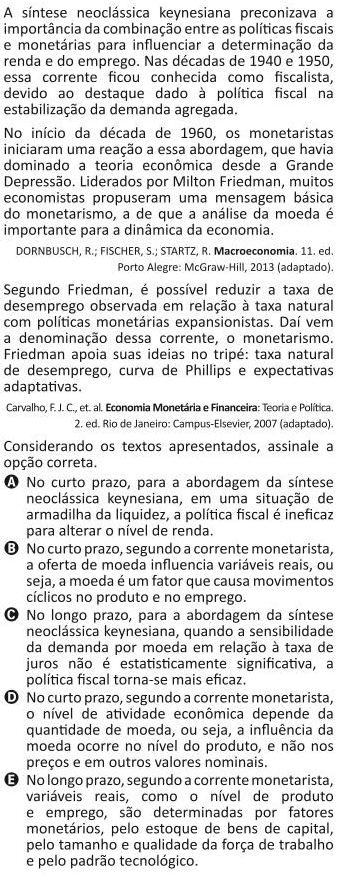 A síntese neoclássica keynesiana preconizava a
importância da combinação entre as políticas fiscais
e monetárias para influenciar a determinação da
renda e do emprego. Nas décadas de 1940 e 1950,
essa corrente ficou conhecida como fiscalista,
devido ao destaque dado à política fiscal na
estabilização da demanda agregada.
No início da década de 1960, os monetaristas
iniciaram uma reação a essa abordagem, que havia
dominado a teoria econômica desde a Grande
Depressão. Liderados por Milton Friedman, muitos
economistas propuseram uma mensagem básica
do monetarismo, a de que a análise da moeda é
importante para a dinâmica da economia.
DORNBUSCH, R.; FISCHER, S.; STARTZ, R. Macroeconomia. 11. ed.
Porto Alegre: McGraw-Hill, 2013 (adaptado).
Segundo Friedman, é possível reduzir a taxa de
desemprego observada em relação à taxa natural
com políticas monetárias expansionistas. Daí vem
a denominação dessa corrente, o monetarismo.
Friedman apoia suas ideias no tripé: taxa natural
de desemprego, curva de Phillips e expectativas
adaptativas.
Carvalho, F. J. C., et. al. Economia Monetária e Financeira: Teoria e Política.
2. ed. Rio de Janeiro: Campus-Elsevier, 2007 (adaptado).
Considerando os textos apresentados, assinale a
opção correta.
A No curto prazo, para a abordagem da síntese
neoclássica keynesiana, em uma situação de
armadilha da liquidez, a política fiscal é ineficaz
para alterar o nível de renda.
B No curto prazo, segundo a corrente monetarista,
a oferta de moeda influencia variáveis reais, ou
seja, a moeda é um fator que causa movimentos
cíclicos no produto e no emprego.
C No longo prazo, para a abordagem da síntese
neoclássica keynesiana, quando a sensibilidade
da demanda por moeda em relação à taxa de
juros não é estatisticamente significativa, a
política fiscal torna-se mais eficaz.
D No curto prazo, segundo a corrente monetarista,
o nível de atividade econômica depende da
quantidade de moeda, ou seja, a influência da
moeda ocorre no nível do produto, e não nos
preços e em outros valores nominais.
E No longo prazo, segundo a corrente monetarista,
variáveis reais, como o nível de produto
e emprego, são determinadas por fatores
monetários, pelo estoque de bens de capital,
pelo tamanho e qualidade da força de trabalho
e pelo padrão tecnológico.